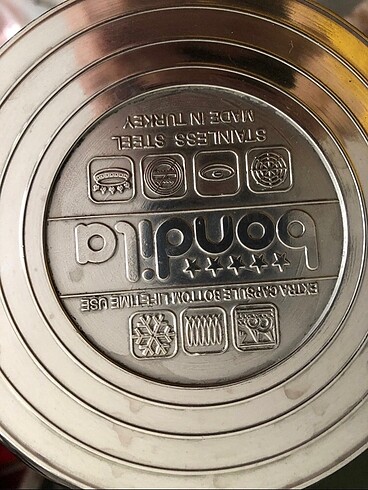 EXTRA CAPSULE BOTTOM LIFETIME USE
bondila
STAINLESS STEEL
MADE IN TURKEY